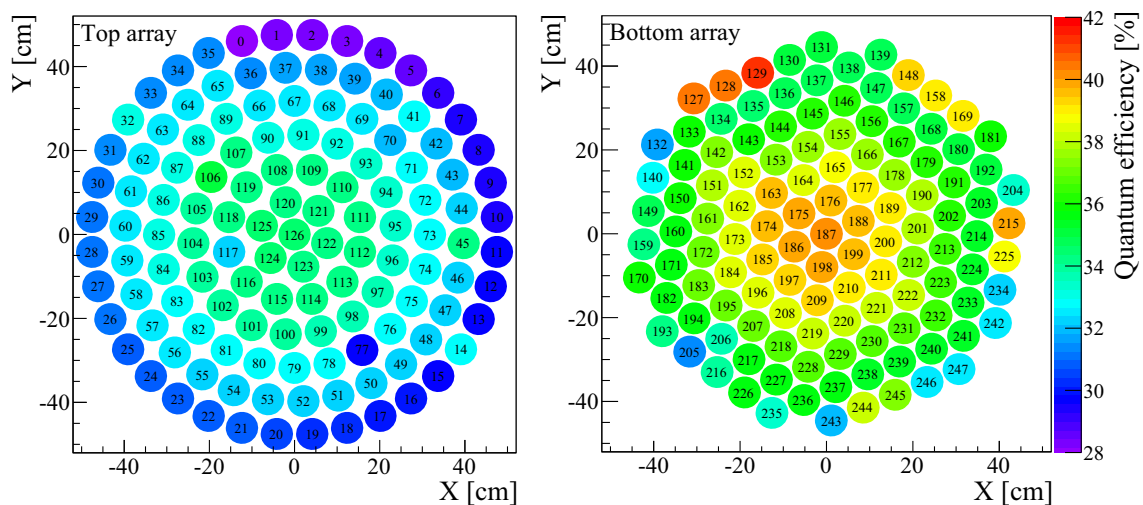 Top array
Y [cm]
40
20
0
-20
-40
0 1 2 3
35 4
34 36 37 38 5
39
33 65 40 6
64 66 67 68
32 69 41 7
63 88 90 91 92 70 42
31 107 8
62 87 108 109 93 71 43
30 61 106 119 110 94 9
86 105 120 121 72 44
29 60 118 125 111 95 10
85 104 126 122 73 45
28 59 117 124 123 112 96 11
84 103 74 46
27 58 83 116 113 97 12
102 115 114 75 47
26 57 82 101 100 99 98 76 13
25 56 81 77 48 14
80 79 78 49
24 55 50 15
23 54 53 52 51 16
22 17
21 20 19 18
-40 -20 0 20 40
X [cm]
Bottom array
Y [cm]
40
20
0
-20
-40
131
130 139
129 138 148
128 137
127 136 147 158
135 146 157
134 145 169
133 144 156 168
132 143 155 181
142 154 167 180
141 153 166 179
140 152 165 178 192
151 164 191
150 163 177 190 204
149 162 176 189 203
161 175 188 202
160 174 187 201 215
159 173 186 200 214
172 185 199 213 225
171 184 198 212 224
170 183 197 211 223
182 196 210 222 234
195 209 221 233
194 208 220 232 242
193 207 219 231
206 218 230 241
205 217 229 240
216 228 239
227 238 247
226 237 246
236 245
235 244
243
-40 -20 0 20 40
X [cm]
42
40
38
36
34
32
30
28
Quantum efficiency [%]